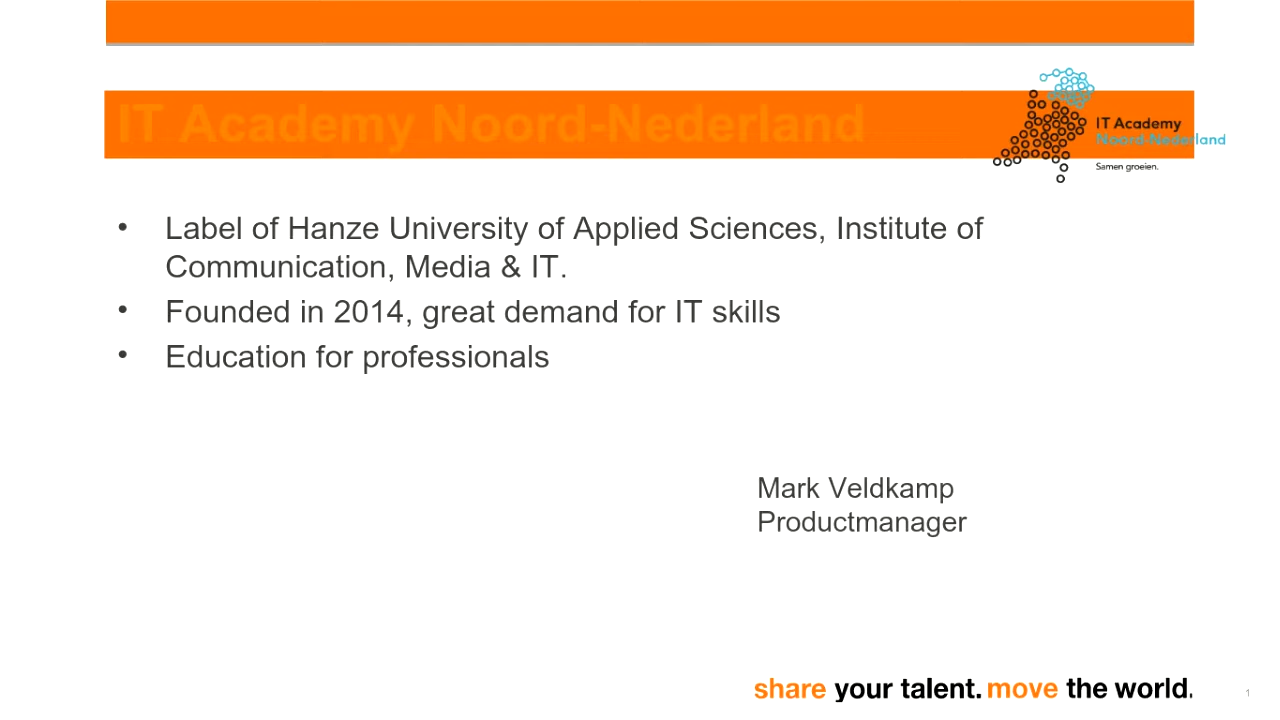 IT Academy Noord-Nederland
IT Academy
Noord-Nederland
Samen groeien.
• Label of Hanze University of Applied Sciences, Institute of
Communication, Media & IT.
• Founded in 2014, great demand for IT skills
• Education for professionals
Mark Veldkamp
Productmanager
share your talent. move the world.
1